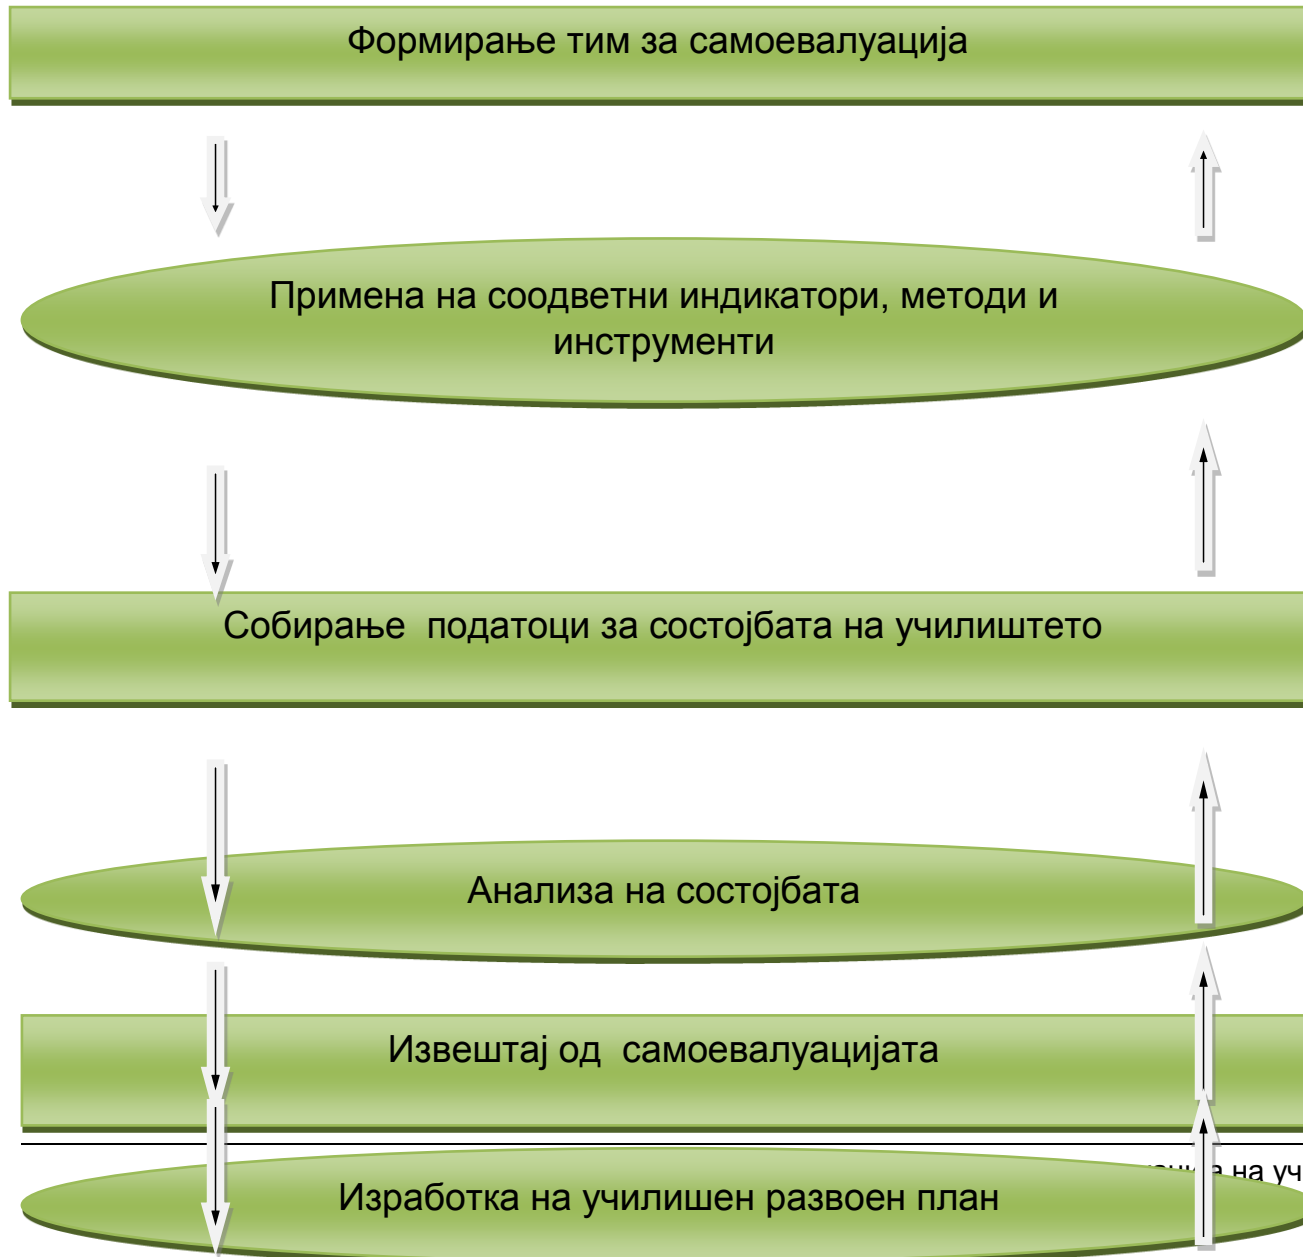 Формирање тим за самоевалуација
Примена на соодветни индикатори, методи и
инструменти
Собирање  податоци за состојбата на училиштето
Анализа на состојбата
Извештај од  самоевалуацијата
на
Изработка на училишен развоен план